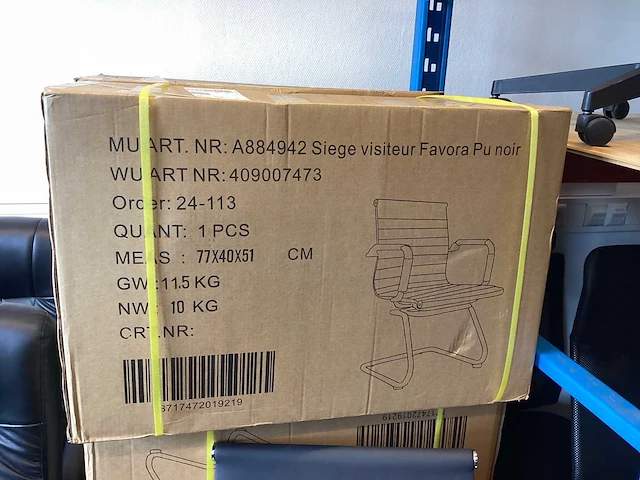 MU ART. NR: A884942 Siege visiteur Favora Pu noir
WU ART NR: 409007473
Order: 24-113
QUANT: 1 PCS
MEAS : 77X40X51 CM
GW: 11.5 KG
NW: 10 KG
CRT.NR:
8717472019219